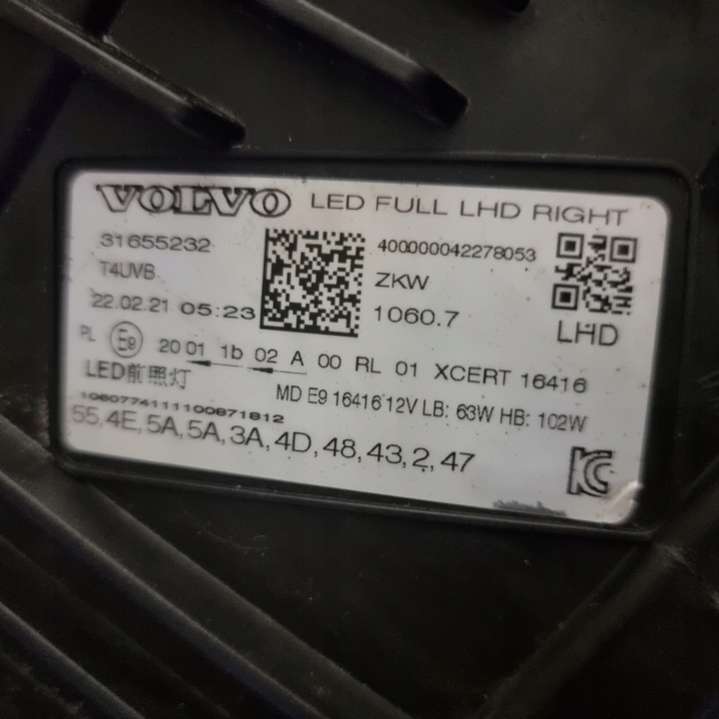 VOLVO LED FULL LHD RIGHT
31655232
400000042278053
T4UVB
ZKW
22.02.21 05:23
1060.7
LHD
PL E9 20 01 1b 02 A 00 RL 01 XCERT 16416
LED前照灯
MD E9 16416 12V LB: 63W HB: 102W
1060774111100871812
55,4E,5A,5A,3A,4D,48,43,2,47
KC